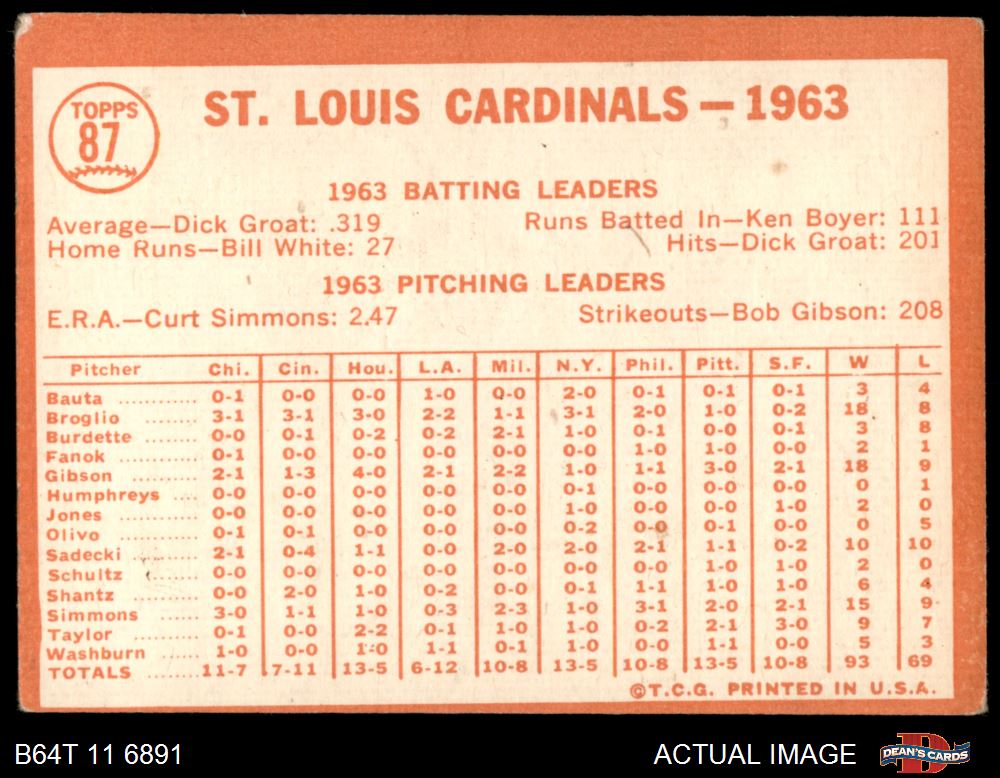 TOPPS
87
ST. LOUIS CARDINALS — 1963
1963 BATTING LEADERS
Average—Dick Groat: .319 Runs Batted In—Ken Boyer: 111
Home Runs—Bill White: 27 Hits—Dick Groat: 201
1963 PITCHING LEADERS
E.R.A.—Curt Simmons: 2.47 Strikeouts—Bob Gibson: 208
Pitcher Chi. Cin. Hou. L.A. Mil. N.Y. Phil. Pitt. S.F. W L
Bauta ........... 0-1 0-0 0-0 1-0 0-0 2-0 0-1 0-1 0-1 3 4
Broglio ........ 3-1 3-1 3-0 2-2 1-1 3-1 2-0 1-0 0-2 18 8
Burdette ...... 0-0 0-1 0-2 0-2 2-1 1-0 0-1 0-0 0-1 3 8
Fanok .......... 0-1 0-0 0-0 0-0 0-0 0-0 1-0 1-0 0-0 2 1
Gibson ......... 2-1 1-3 4-0 2-1 2-2 1-0 1-1 3-0 2-1 18 9
Humphreys .... 0-0 0-0 0-0 0-0 0-0 0-1 0-0 0-0 0-0 0 1
Jones ........... 0-0 0-0 0-0 0-0 0-0 1-0 0-0 0-0 1-0 2 0
Olivo ........... 0-1 0-1 0-0 0-0 0-0 0-2 0-0 0-1 0-0 0 5
Sadecki ........ 2-1 0-4 1-1 0-0 2-0 2-0 2-1 1-1 0-2 10 10
Schultz ........ 0-0 0-0 0-0 0-0 0-0 0-0 0-0 1-0 1-0 2 0
Shantz ......... 0-0 2-0 1-0 0-2 0-0 0-1 1-1 1-0 1-0 6 4
Simmons ...... 3-0 1-1 1-0 0-3 2-3 1-0 3-1 2-0 2-1 15 9
Taylor .......... 0-1 0-0 2-2 0-1 1-0 1-0 0-2 2-1 3-0 9 7
Washburn ...... 1-0 0-0 1-0 1-1 0-1 1-0 0-0 1-1 0-0 5 3
TOTALS ........ 11-7 7-11 13-5 6-12 10-8 13-5 10-8 13-5 10-8 93 69
©T.C.G. PRINTED IN U.S.A.
B64T 11 6891 ACTUAL IMAGE DEAN'S CARDS